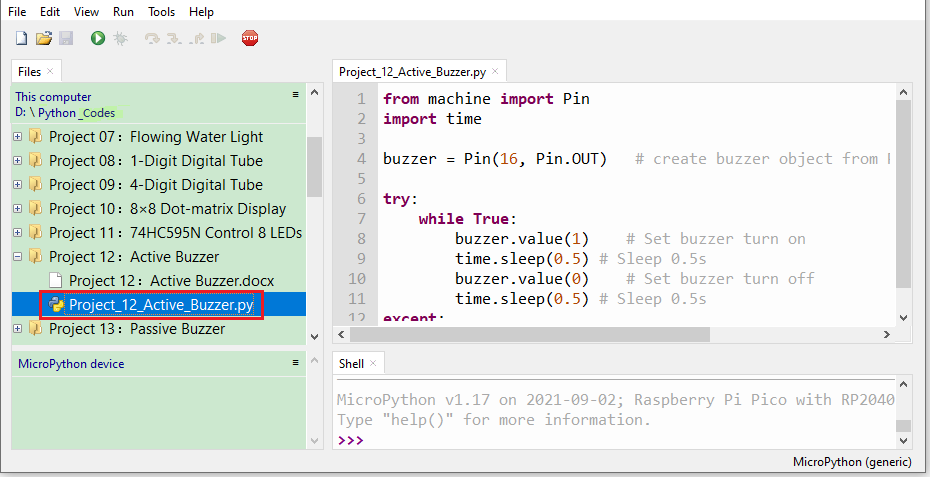 File Edit View Run Tools Help
STOP
Files
This computer
D: \ Python _Codes
Project 07：Flowing Water Light
Project 08：1-Digit Digital Tube
Project 09：4-Digit Digital Tube
Project 10：8×8 Dot-matrix Display
Project 11：74HC595N Control 8 LEDs
Project 12：Active Buzzer
Project 12：Active Buzzer.docx
Project_12_Active_Buzzer.py
Project 13：Passive Buzzer
MicroPython device
Project_12_Active_Buzzer.py
1 from machine import Pin
2 import time
3
4 buzzer = Pin(16, Pin.OUT)   # create buzzer object from
5
6 try:
7     while True:
8         buzzer.value(1)    # Set buzzer turn on
9         time.sleep(0.5) # Sleep 0.5s
10         buzzer.value(0)    # Set buzzer turn off
11         time.sleep(0.5) # Sleep 0.5s
12 except:
Shell
MicroPython v1.17 on 2021-09-02; Raspberry Pi Pico with RP2040
Type "help()" for more information.
>>>
MicroPython (generic)